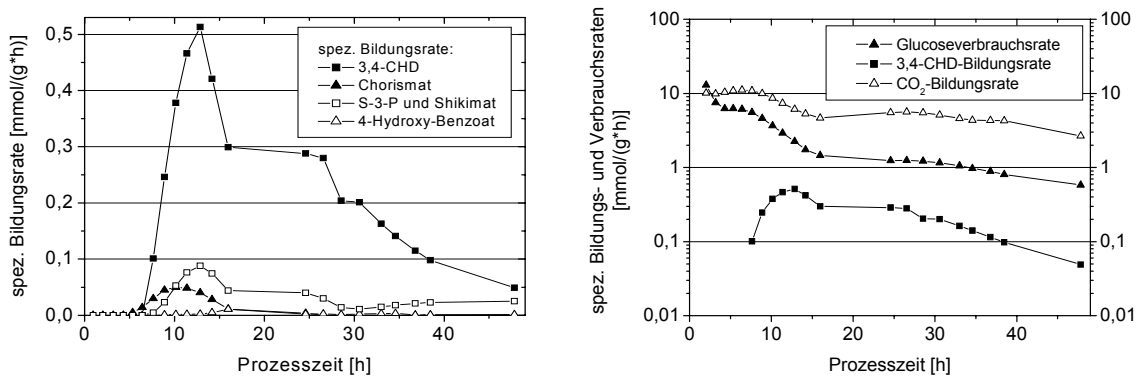 spez. Bildungsrate [mmol/(g*h)]
0,5
0,4
0,3
0,2
0,1
0,0
0
10
20
30
40
Prozesszeit [h]
spez. Bildungsrate:
3,4-CHD
Chorismat
S-3-P und Shikimat
4-Hydroxy-Benzoat
spez. Bildungs- und Verbrauchsraten
[mmol/(g*h)]
100
10
1
0,1
0,01
0
10
20
30
40
Prozesszeit [h]
Glucoseverbrauchsrate
3,4-CHD-Bildungsrate
CO₂-Bildungsrate
100
10
1
0,1
0,01